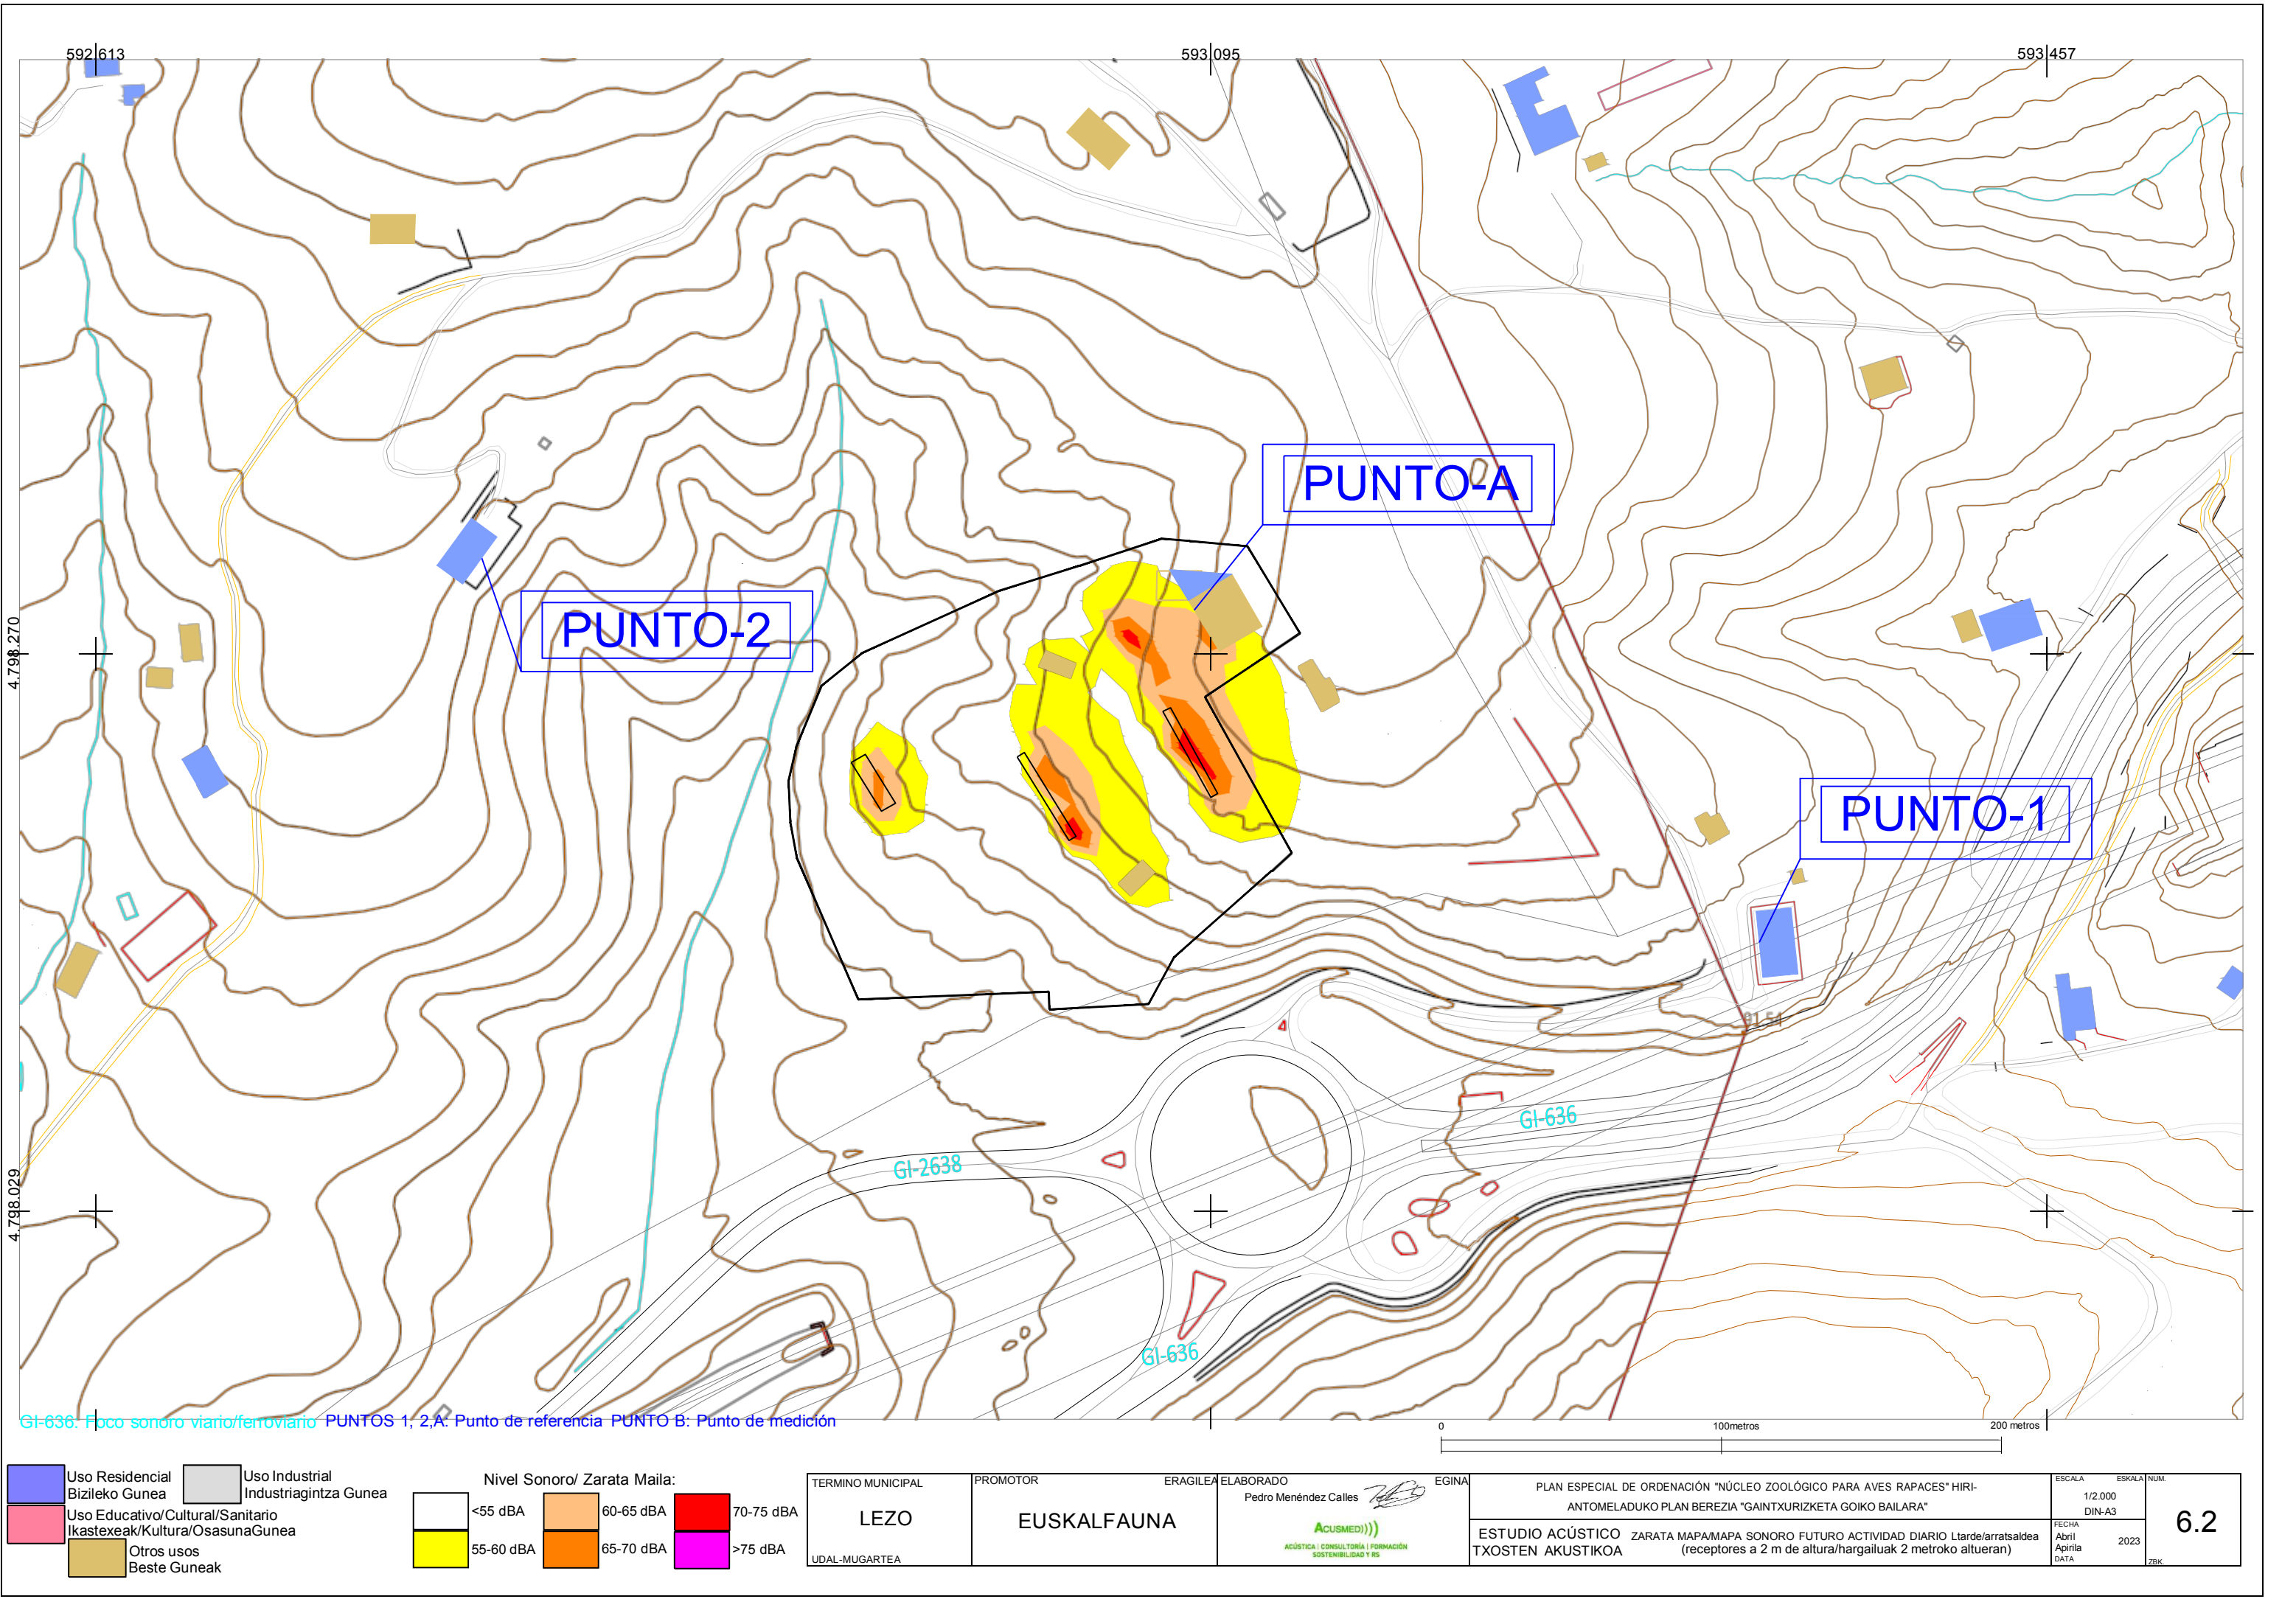 592.613
593.095
593.457
PUNTO-A
4.798.270
PUNTO-2
PUNTO-1
91.54
GI-636
GI-2638
4.798.029
GI-636
GI-636: Foco sonoro viario/ferroviario PUNTOS 1, 2,A: Punto de referencia PUNTO B: Punto de medición
0
100metros
200 metros
Uso Residencial
Bizileko Gunea
Uso Industrial
Industriagintza Gunea
Uso Educativo/Cultural/Sanitario
Ikastexeak/Kultura/OsasunaGunea
Otros usos
Beste Guneak
Nivel Sonoro/ Zarata Maila:
<55 dBA
60-65 dBA
70-75 dBA
55-60 dBA
65-70 dBA
>75 dBA
TERMINO MUNICIPAL
LEZO
UDAL-MUGARTEA
PROMOTOR
ERAGILEA
EUSKALFAUNA
ELABORADO
EGINA
Pedro Menéndez Calles
ACUSMED))))
ACÚSTICA | CONSULTORÍA | FORMACIÓN
SOSTENIBILIDAD Y RS
PLAN ESPECIAL DE ORDENACIÓN "NÚCLEO ZOOLÓGICO PARA AVES RAPACES" HIRI-
ANTOMELADUKO PLAN BEREZIA "GAINTXURIZKETA GOIKO BAILARA"
ESTUDIO ACÚSTICO
TXOSTEN AKUSTIKOA
ZARATA MAPA/MAPA SONORO FUTURO ACTIVIDAD DIARIO Ltarde/arratsaldea
(receptores a 2 m de altura/hargailuak 2 metroko altueran)
ESCALA
ESKALA
1/2.000
DIN-A3
FECHA
Abril
Apirila
2023
DATA
NUM.
6.2
ZBK.